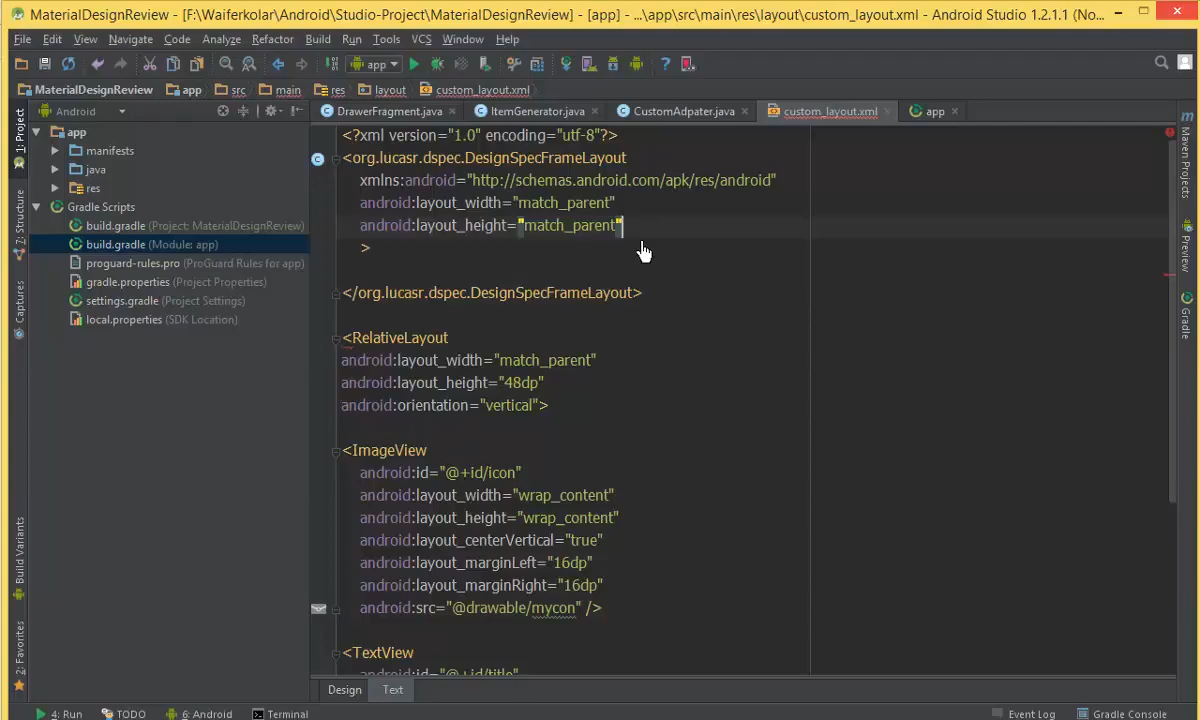 MaterialDesignReview - [F:\Waiferkolar\Android\Studio-Project\MaterialDesignReview] - [app] - ...\app\src\main\res\layout\custom_layout.xml - Android Studio 1.2.1.1 (No...
File Edit View Navigate Code Analyze Refactor Build Run Tools VCS Window Help
app
MaterialDesignReview app src main res layout custom_layout.xml
Android
DrawerFragment.java ItemGenerator.java CustomAdpater.java custom_layout.xml app
1: Project
7: Structure
Captures
Build Variants
2: Favorites
app
manifests
java
res
Gradle Scripts
build.gradle (Project: MaterialDesignReview)
build.gradle (Module: app)
proguard-rules.pro (ProGuard Rules for app)
gradle.properties (Project Properties)
settings.gradle (Project Settings)
local.properties (SDK Location)
<?xml version="1.0" encoding="utf-8"?>
<org.lucasr.dspec.DesignSpecFrameLayout
xmlns:android="http://schemas.android.com/apk/res/android"
android:layout_width="match_parent"
android:layout_height="match_parent"
>
</org.lucasr.dspec.DesignSpecFrameLayout>
<RelativeLayout
android:layout_width="match_parent"
android:layout_height="48dp"
android:orientation="vertical">
<ImageView
android:id="@+id/icon"
android:layout_width="wrap_content"
android:layout_height="wrap_content"
android:layout_centerVertical="true"
android:layout_marginLeft="16dp"
android:layout_marginRight="16dp"
android:src="@drawable/mycon" />
<TextView
android:id="@+id/title"
Design Text
m
Maven Projects
Preview
Gradle
4: Run TODO 6: Android Terminal Event Log Gradle Console